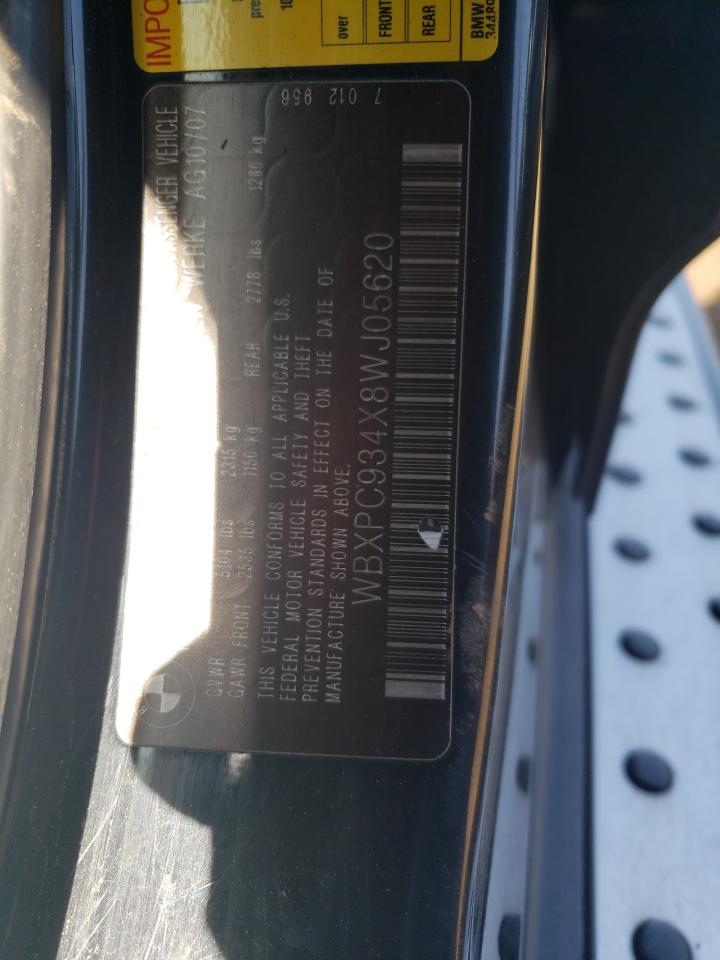 IMPO
over
FRONT
REAR
BMW
SSENGER VEHICLE
WERKE AG 10/07
GVWR 5104 lbs 2315 kg
GAWR FRONT 2535 lbs 1150 kg REAR 2778 lbs 1260 kg
THIS VEHICLE CONFORMS TO ALL APPLICABLE U.S.
FEDERAL MOTOR VEHICLE SAFETY AND THEFT
PREVENTION STANDARDS IN EFFECT ON THE DATE OF
MANUFACTURE SHOWN ABOVE.
WBXPC934X8WJ05620
7 012 956